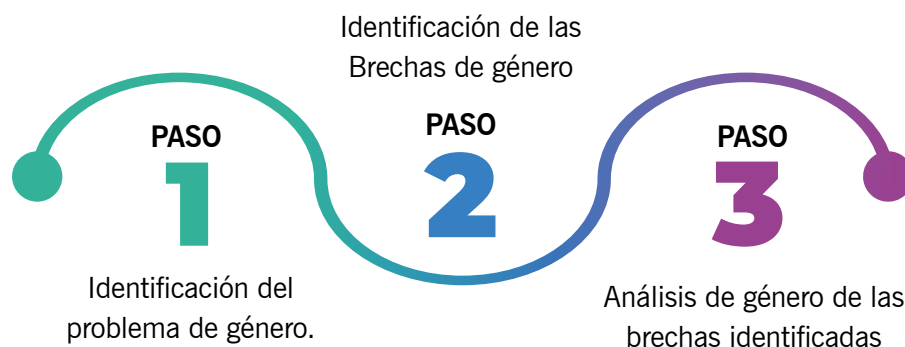 PASO
1
Identificación del
problema de género.
Identificación de las
Brechas de género
PASO
2
PASO
3
Análisis de género de las
brechas identificadas